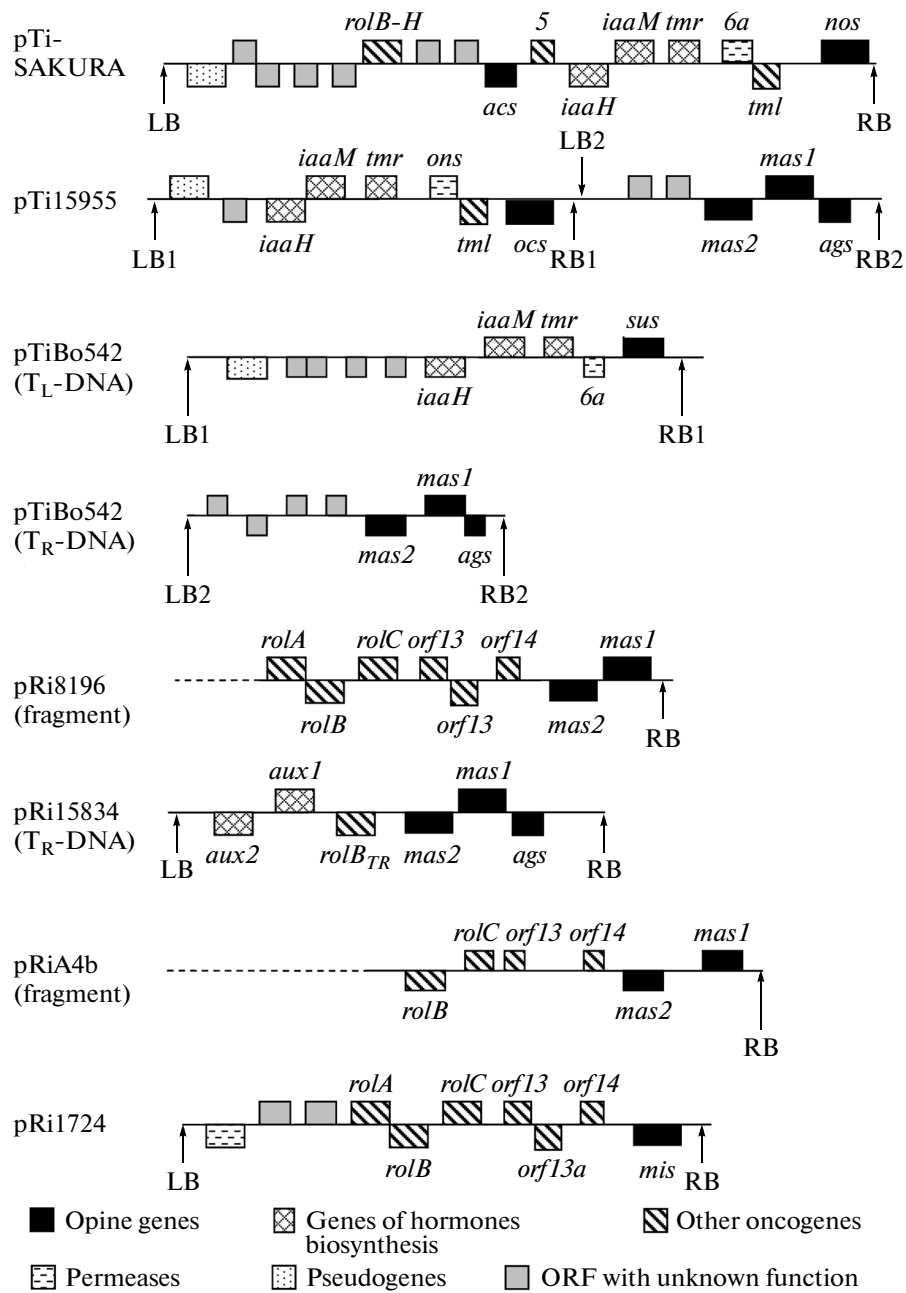 rolB-H 5 iaaM tmr 6a nos
pTi-
SAKURA
acs iaaH tml
LB LB2 RB
iaaM tmr ons mas1
pTi15955
iaaH tml ocs mas2 ags
LB1 RB1 RB2
iaaM tmr sus
pTiBo542
(TL-DNA)
iaaH 6a
LB1 RB1
mas1
pTiBo542
(TR-DNA)
mas2 ags
LB2 RB2
rolA rolC orf13 orf14 mas1
pRi8196
(fragment)
rolB orf13 mas2
RB
aux1 mas1
pRi15834
(TR-DNA)
aux2 rolBTR mas2 ags
LB RB
rolC orf13 orf14 mas1
pRiA4b
(fragment)
rolB mas2
RB
rolA rolC orf13 orf14
pRi1724
rolB orf13a mis
LB RB
Opine genes
Genes of hormones
biosynthesis
Other oncogenes
Permeases
Pseudogenes
ORF with unknown function